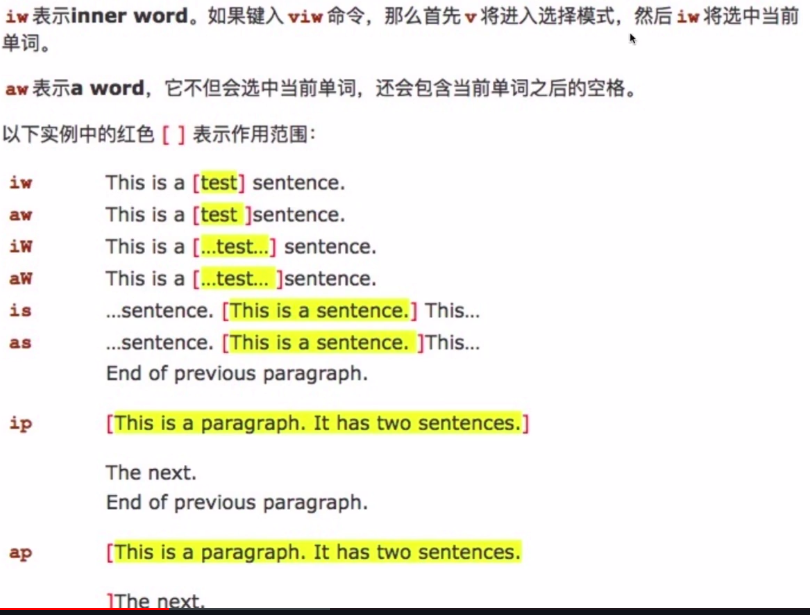 iw 表示inner word。如果键入 viw 命令，那么首先 v 将进入选择模式，然后 iw 将选中当前
单词。
aw 表示a word，它不但会选中当前单词，还会包含当前单词之后的空格。
以下实例中的红色 [ ] 表示作用范围：
iw This is a [test] sentence.
aw This is a [test ]sentence.
iW This is a [...test...] sentence.
aW This is a [...test... ]sentence.
is ...sentence. [This is a sentence.] This...
as ...sentence. [This is a sentence. ]This...
End of previous paragraph.
ip [This is a paragraph. It has two sentences.]
The next.
End of previous paragraph.
ap [This is a paragraph. It has two sentences.
]The next.